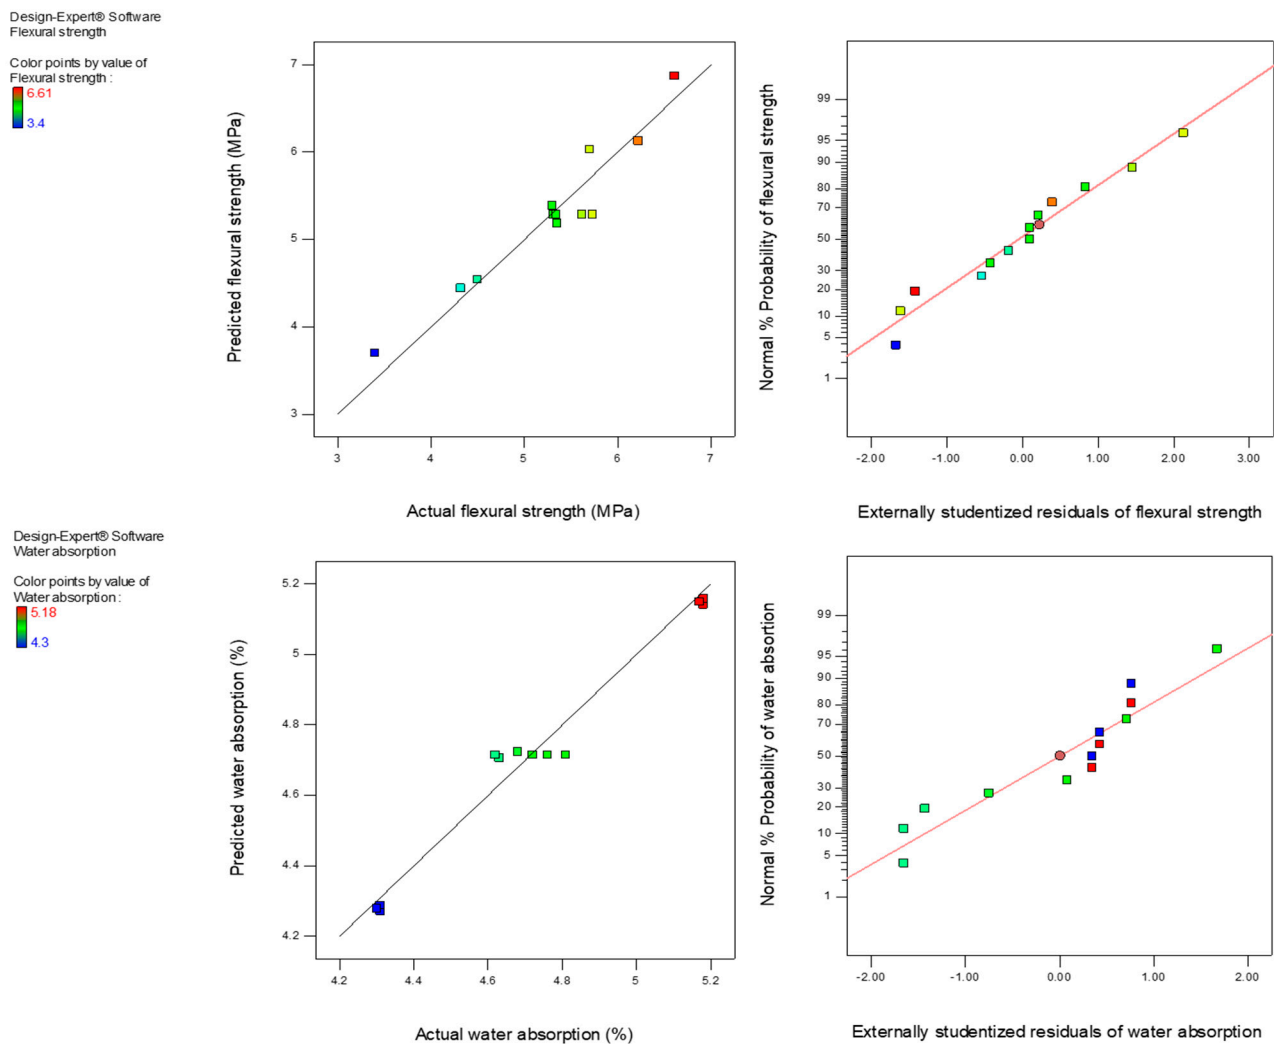 Design-Expert® Software
Flexural strength
Color points by value of
Flexural strength :
6.61
3.4
Predicted flexural strength (MPa)
7
6
5
4
3
3 4 5 6 7
Actual flexural strength (MPa)
Normal % Probability of flexural strength
99
95
90
80
70
50
30
20
10
5
1
-2.00 -1.00 0.00 1.00 2.00 3.00
Externally studentized residuals of flexural strength
Design-Expert® Software
Water absorption
Color points by value of
Water absorption :
5.18
4.3
Predicted water absorption (%)
5.2
5
4.8
4.6
4.4
4.2
4.2 4.4 4.6 4.8 5 5.2
Actual water absorption (%)
Normal % Probability of water absortion
99
95
90
80
70
50
30
20
10
5
1
-2.00 -1.00 0.00 1.00 2.00
Externally studentized residuals of water absorption